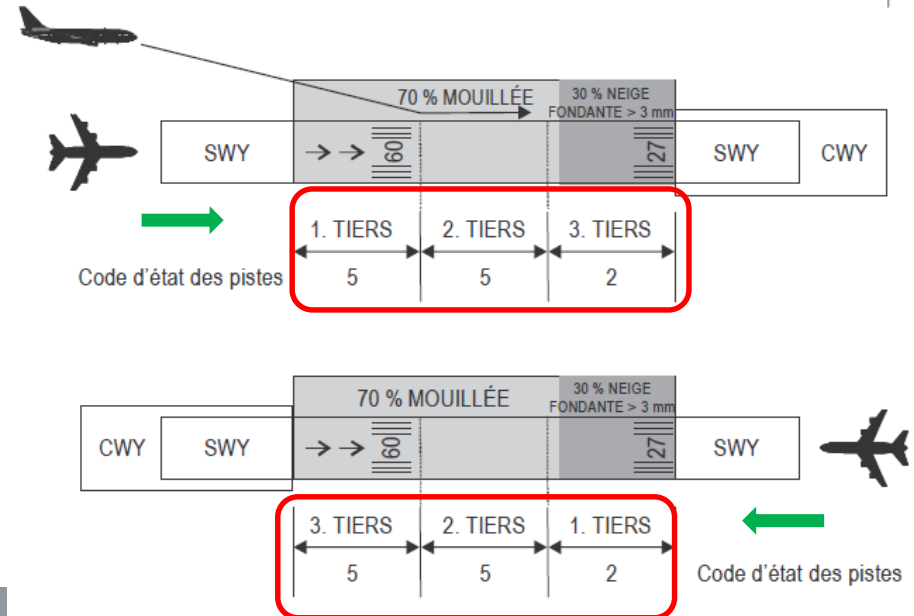 70 % MOUILLÉE
30 % NEIGE
FONDANTE > 3 mm
SWY
09
27
SWY
CWY
1. TIERS
2. TIERS
3. TIERS
Code d'état des pistes
5
5
2
70 % MOUILLÉE
30 % NEIGE
FONDANTE > 3 mm
CWY
SWY
09
27
SWY
3. TIERS
2. TIERS
1. TIERS
5
5
2
Code d'état des pistes